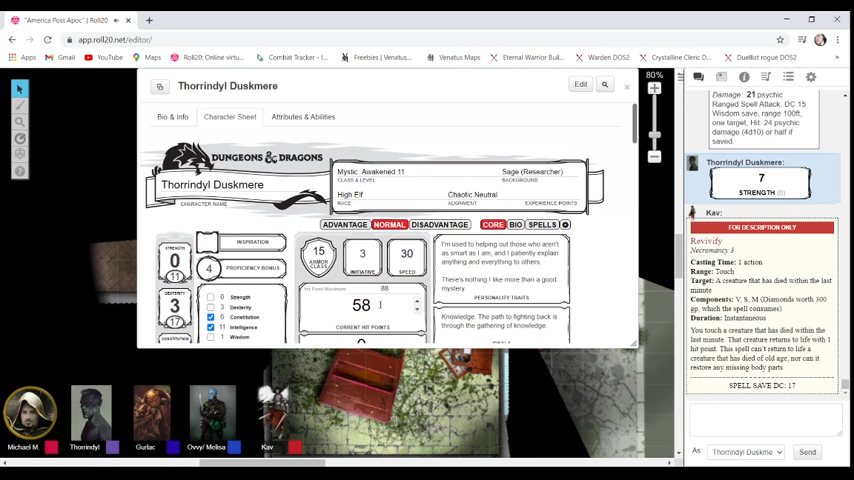 "America Post Apoc" | Roll20
app.roll20.net/editor/
Apps
Gmail
YouTube
Maps
Roll20: Online virtu...
Combat Tracker - I...
Freebies | Venatus...
Venatus Maps
Eternal Warrior Buil...
Warden DOS2
Crystalline Cleric D...
Duellist rogue DOS2
Thorrindyl Duskmere
Edit
Bio & Info
Character Sheet
Attributes & Abilities
80%
DUNGEONS & DRAGONS
Thorrindyl Duskmere
CHARACTER NAME
Mystic: Awakened 11
Sage (Researcher)
CLASS & LEVEL
BACKGROUND
High Elf
Chaotic Neutral
RACE
ALIGNMENT
EXPERIENCE POINTS
ADVANTAGE
NORMAL
DISADVANTAGE
CORE
BIO
SPELLS
STRENGTH
0
11
DEXTERITY
3
17
CONSTITUTION
INSPIRATION
4
PROFICIENCY BONUS
0 Strength
3 Dexterity
6 Constitution
11 Intelligence
1 Wisdom
15
ARMOR
CLASS
3
INITIATIVE
30
SPEED
Hit Point Maximum 88
58
CURRENT HIT POINTS
0
I'm used to helping out those who aren't
as smart as I am, and I patiently explain
anything and everything to others
There's nothing I like more than a good
mystery
PERSONALITY TRAITS
Knowledge. The path to fighting back is
through the gathering of knowledge.
IDEALS
Damage: 21 psychic
Ranged Spell Attack. DC 15
Wisdom save, range 100ft,
one target, Hit: 24 psychic
damage (4d10) or half if
saved.
Thorrindyl Duskmere:
7
STRENGTH (0)
Kav:
FOR DESCRIPTION ONLY
Revivify
Necromancy 3
Casting Time: 1 action
Range: Touch
Target: A creature that has died within the last
minute
Components: V, S, M (Diamonds worth 300
gp, which the spell consumes)
Duration: Instantaneous
You touch a creature that has died within the
last minute. That creature returns to life with 1
hit point. This spell can't return to life a
creature that has died of old age, nor can it
restore any missing body parts.
SPELL SAVE DC: 17
As:
Thorrindyl Duskme
Send
Michael M.
Thorrindyl
Gurlac
Ovvy/ Melisa
Kav